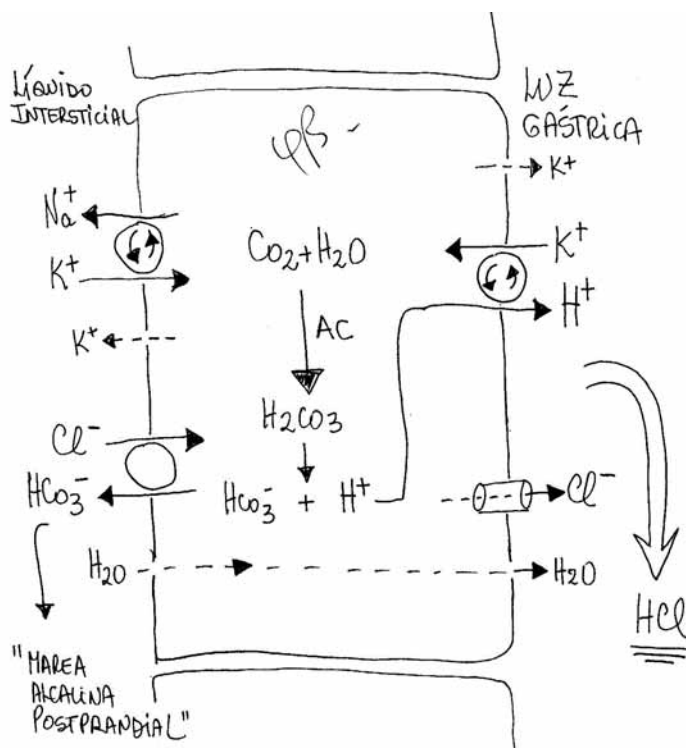 LÍQUIDO
INTERSTICIAL
LUZ
GÁSTRICA
K+
Na+
K+
CO2+H2O
K+
H+
K+
AC
H2CO3
Cl-
HCO3-
HCO3- + H+
Cl-
H2O
H2O
HCl
"MAREA
ALCALINA
POSTPRANDIAL"